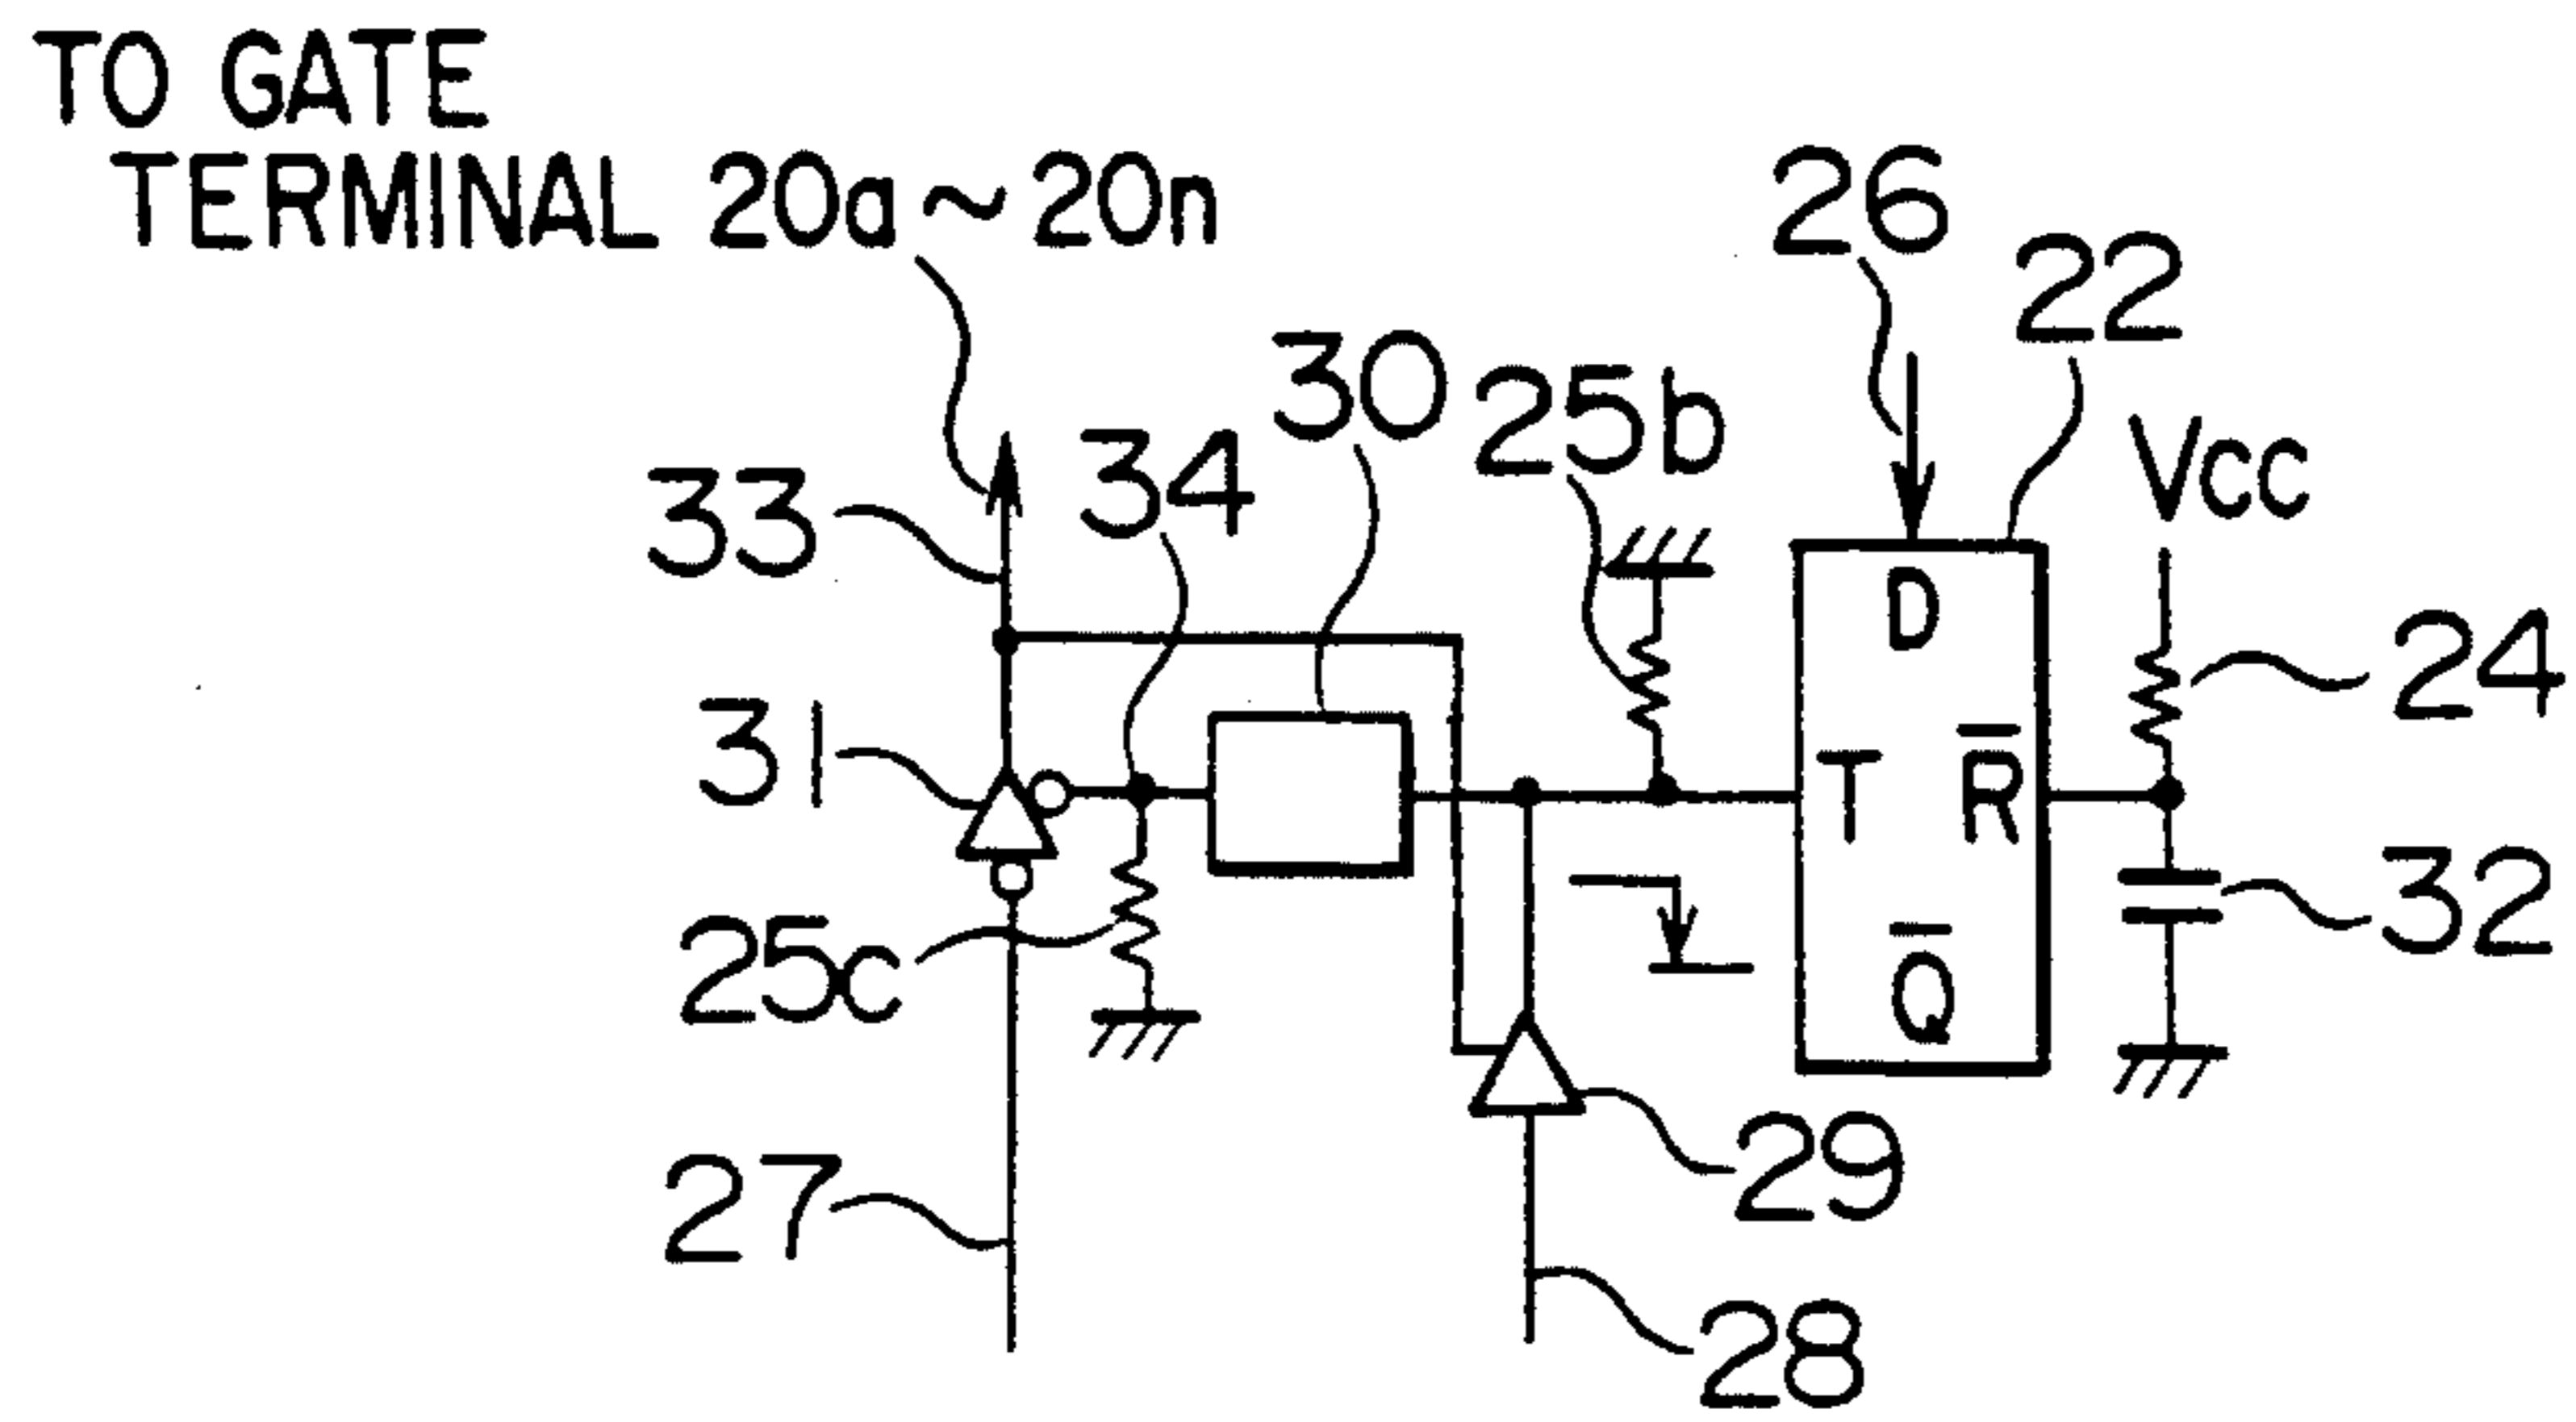 TO GATE
TERMINAL 20a~20n
26
22
30
25b
34
Vcc
33
D
24
31
T
R̅
32
25c
Q̅
29
27
28